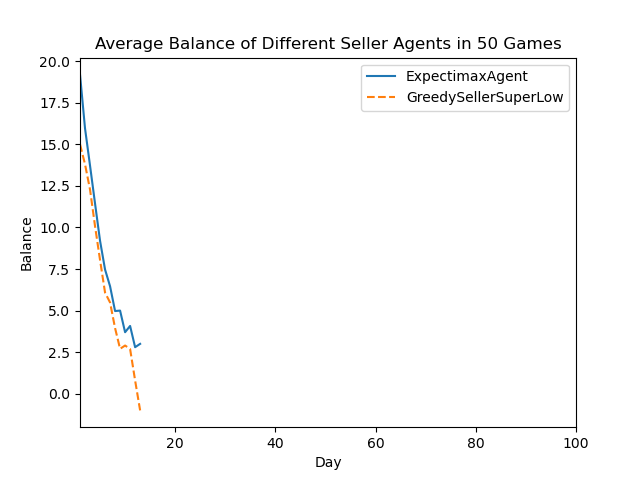 Average Balance of Different Seller Agents in 50 Games
ExpectimaxAgent
GreedySellerSuperLow
20.0
17.5
15.0
12.5
10.0
7.5
5.0
2.5
0.0
Balance
20 40 60 80 100
Day